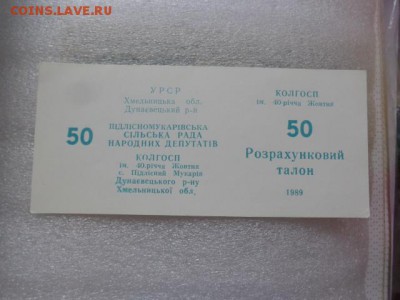 COINS.LAVE.RU
УРСР
Хмельницька обл.
Дунаєвецький р-н
50
ПІДЛІСНОМУКАРІВСЬКА
СІЛЬСЬКА РАДА
НАРОДНИХ ДЕПУТАТІВ
КОЛГОСП
ім. 40-річчя Жовтня
с. Підлісний Мукарів
Дунаєвецького р-ну
Хмельницької обл.
КОЛГОСП
ім. 40-річча Жовтня
50
Розрахунковий
талон
1989